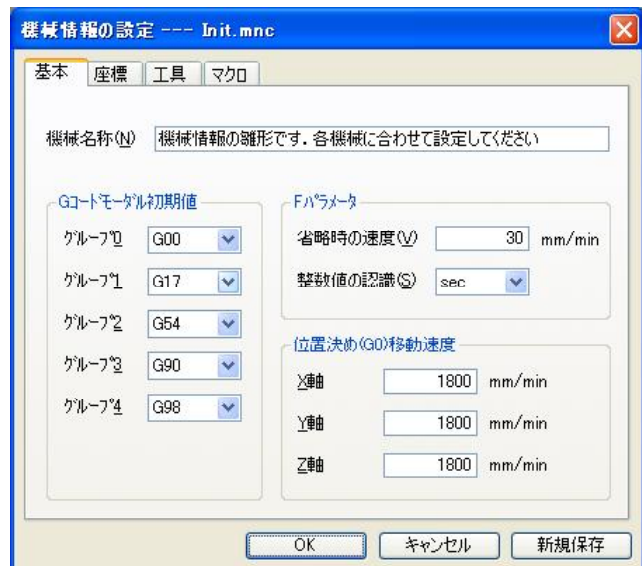 機械情報の設定 --- Init.mnc
基本 座標 工具 マクロ
機械名称(N) 機械情報の雛形です．各機械に合わせて設定してください
Gｺｰﾄﾞﾓｰﾀﾞﾙ初期値
ｸﾞﾙｰﾌﾟ0 G00
ｸﾞﾙｰﾌﾟ1 G17
ｸﾞﾙｰﾌﾟ2 G54
ｸﾞﾙｰﾌﾟ3 G90
ｸﾞﾙｰﾌﾟ4 G98
Fﾊﾟﾗﾒｰﾀ
省略時の速度(V) 30 mm/min
整数値の認識(S) sec
位置決め(G0)移動速度
X軸 1800 mm/min
Y軸 1800 mm/min
Z軸 1800 mm/min
OK キャンセル 新規保存